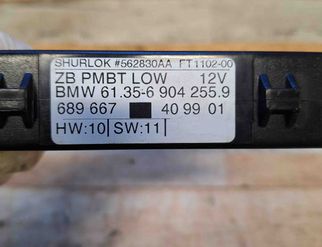 SHURLOK #562830AA FT1102-00
ZB PMBT LOW 12V
BMW 61.35-6 904 255.9
689 667 40 99 01
HW:10 SW:11